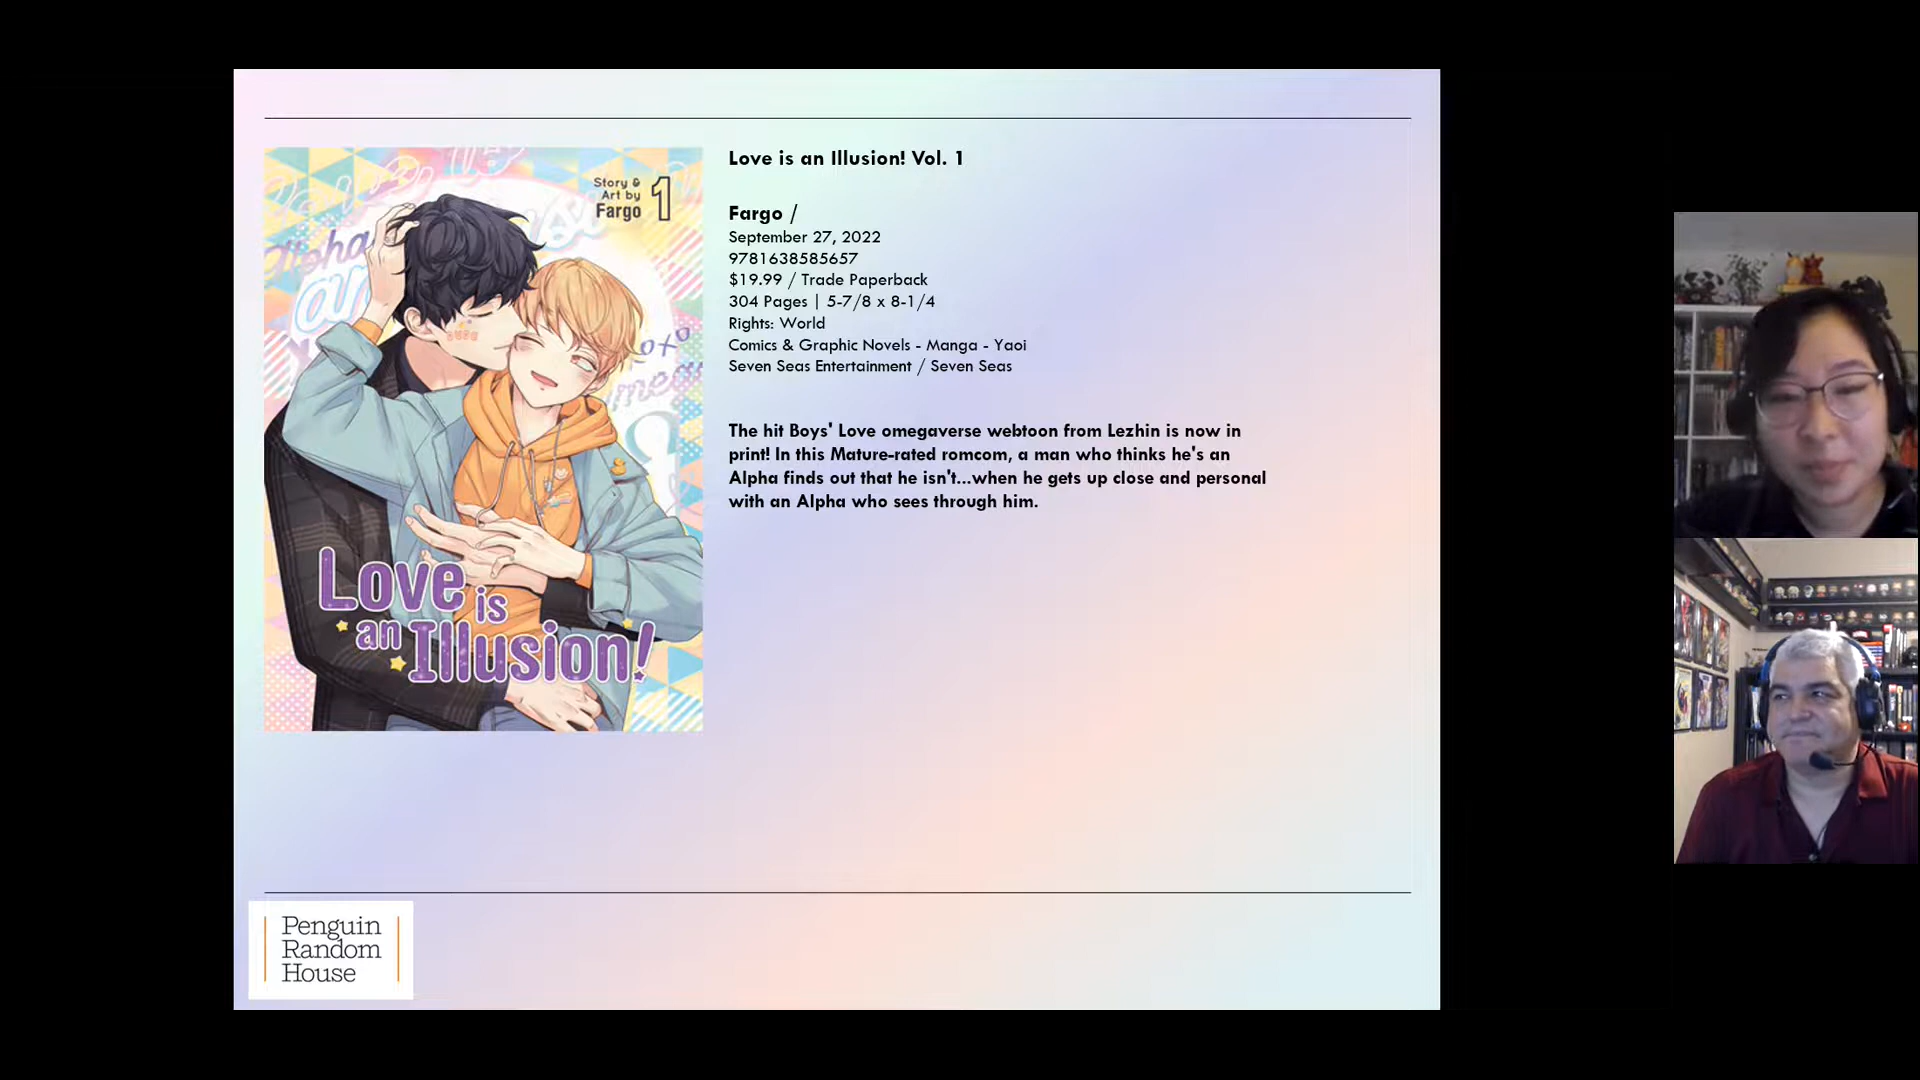 Love is an Illusion! Vol. 1
Fargo /
September 27, 2022
9781638585657
$19.99 / Trade Paperback
304 Pages | 5-7/8 x 8-1/4
Rights: World
Comics & Graphic Novels - Manga - Yaoi
Seven Seas Entertainment / Seven Seas
The hit Boys' Love omegaverse webtoon from Lezhin is now in
print! In this Mature-rated romcom, a man who thinks he's an
Alpha finds out that he isn't...when he gets up close and personal
with an Alpha who sees through him.
Story &
Art by
Fargo
1
Love is
an Illusion!
Penguin
Random
House